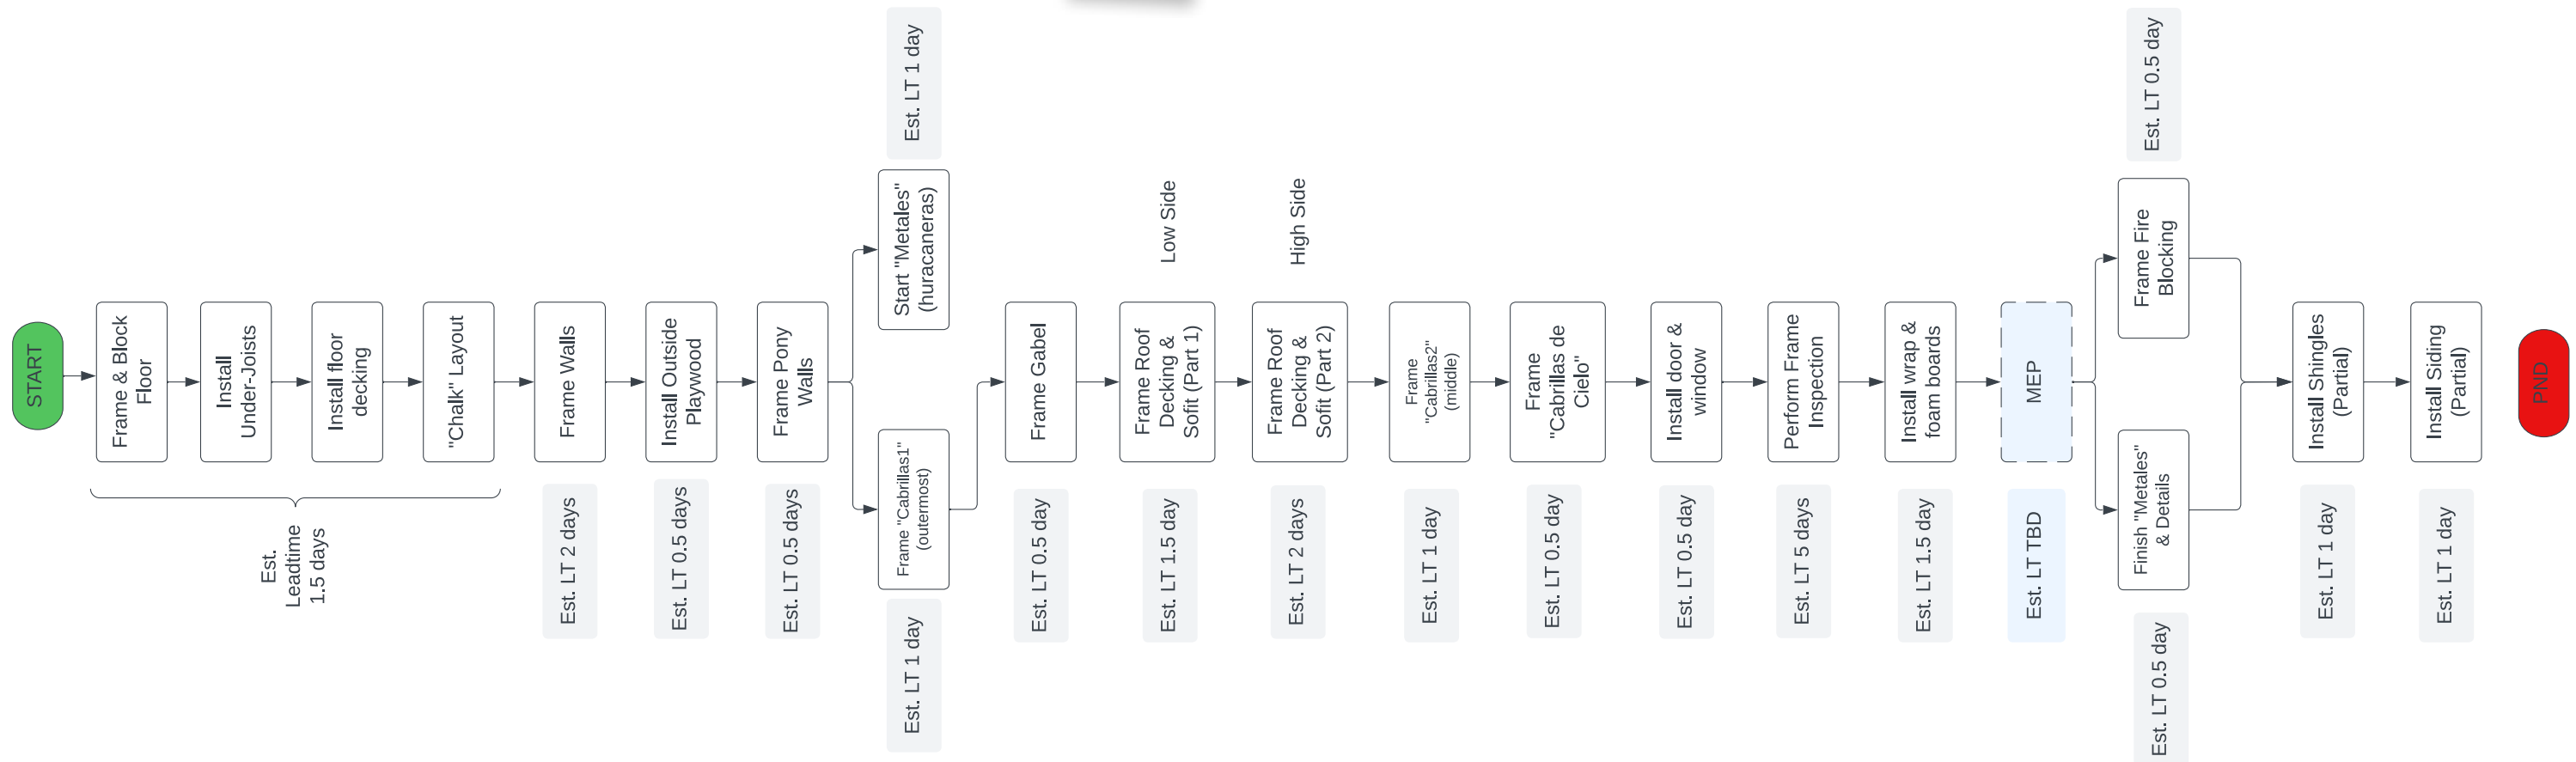 START
Frame & Block
Floor
Install
Under-Joists
Install floor
decking
"Chalk" Layout
Est.
Leadtime
1.5 days
Frame Walls
Est. LT 2 days
Install Outside
Playwood
Est. LT 0.5 days
Frame Pony
Walls
Est. LT 0.5 days
Est. LT 1 day
Start "Metales"
(huracaneras)
Frame "Cabrillas1"
(outermost)
Est. LT 1 day
Frame Gabel
Est. LT 0.5 day
Low Side
Frame Roof
Decking &
Sofit (Part 1)
Est. LT 1.5 day
High Side
Frame Roof
Decking &
Sofit (Part 2)
Est. LT 2 days
Frame
"Cabrillas2"
(middle)
Est. LT 1 day
Frame
"Cabrillas de
Cielo"
Est. LT 0.5 day
Install door &
window
Est. LT 0.5 day
Perform Frame
Inspection
Est. LT 5 days
Install wrap &
foam boards
Est. LT 1.5 day
MEP
Est. LT TBD
Est. LT 0.5 day
Frame Fire
Blocking
Finish "Metales"
& Details
Est. LT 0.5 day
Install Shingles
(Partial)
Est. LT 1 day
Install Siding
(Partial)
Est. LT 1 day
PND